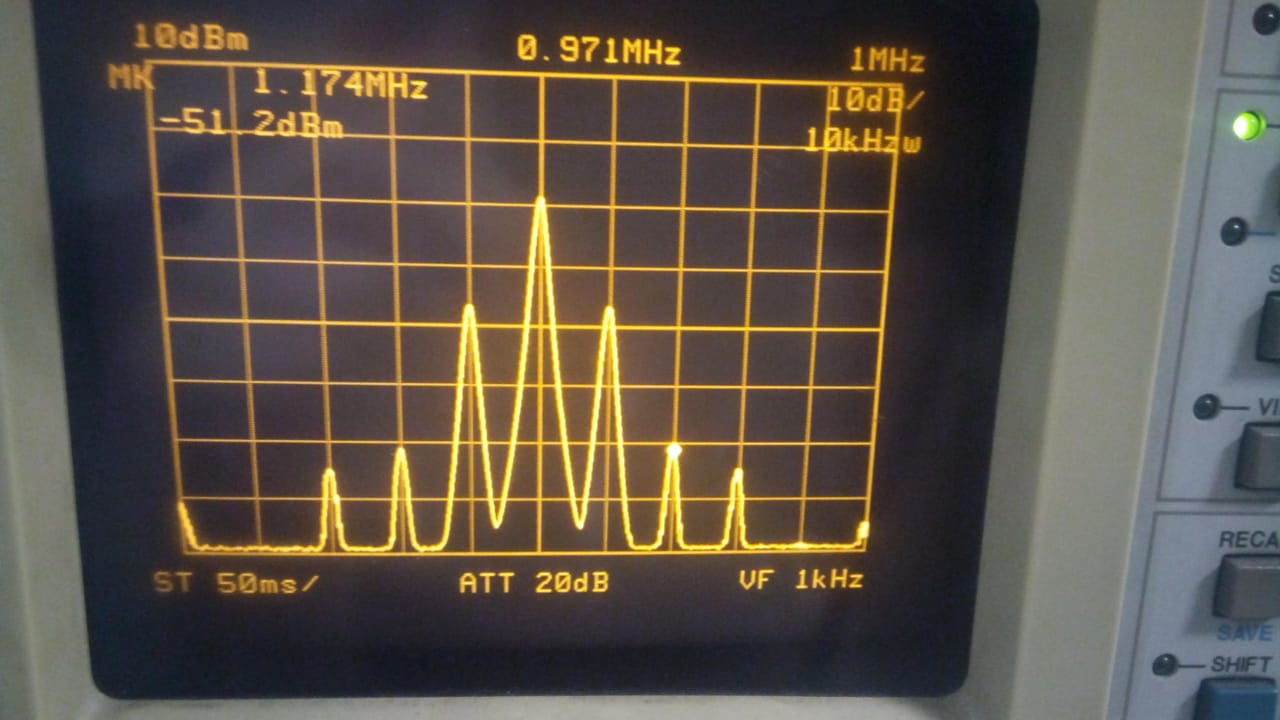 10dBm 0.971MHz 1MHz
MK 1.174MHz 10dB/
-51.2dBm 10kHzw
ST 50ms/ ATT 20dB VF 1kHz
S
VI
RECA
SAVE
SHIFT